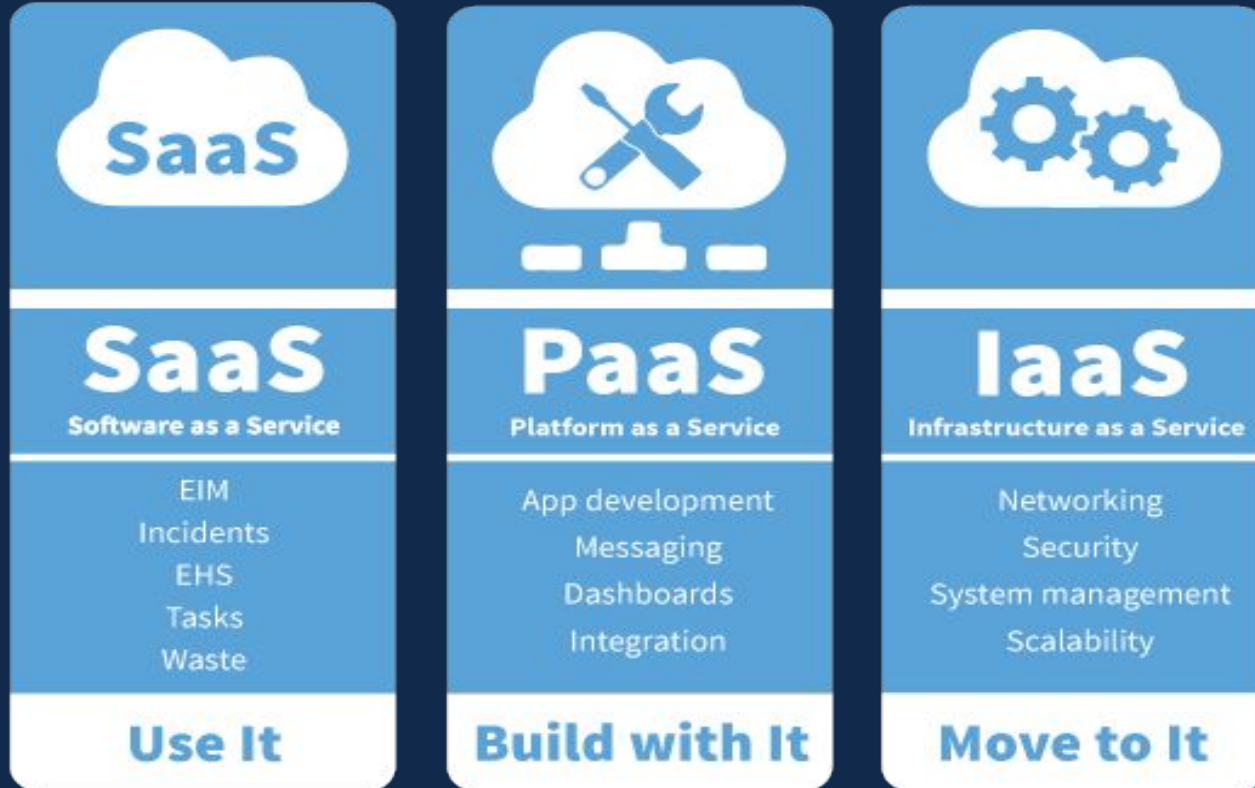 SaaS
SaaS
Software as a Service
EIM
Incidents
EHS
Tasks
Waste
Use It
PaaS
Platform as a Service
App development
Messaging
Dashboards
Integration
Build with It
IaaS
Infrastructure as a Service
Networking
Security
System management
Scalability
Move to It